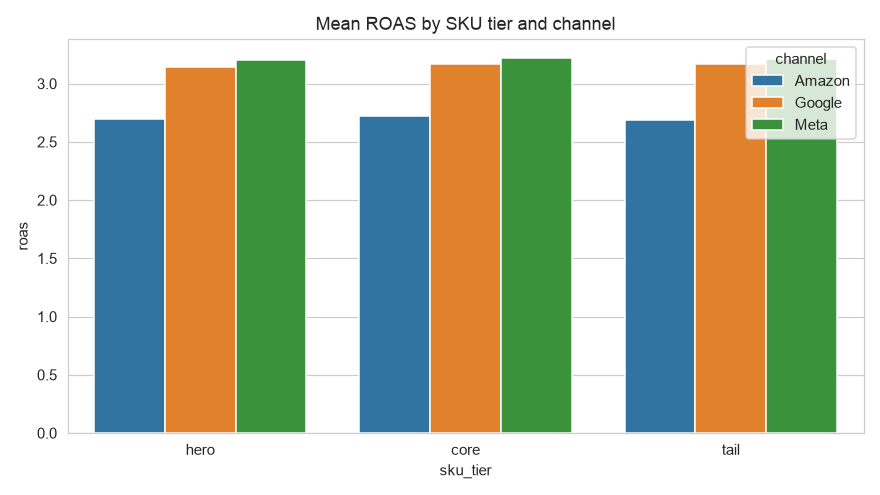 Mean ROAS by SKU tier and channel
channel
Amazon
Google
Meta
3.0
2.5
2.0
1.5
1.0
0.5
0.0
roas
hero core tail
sku_tier